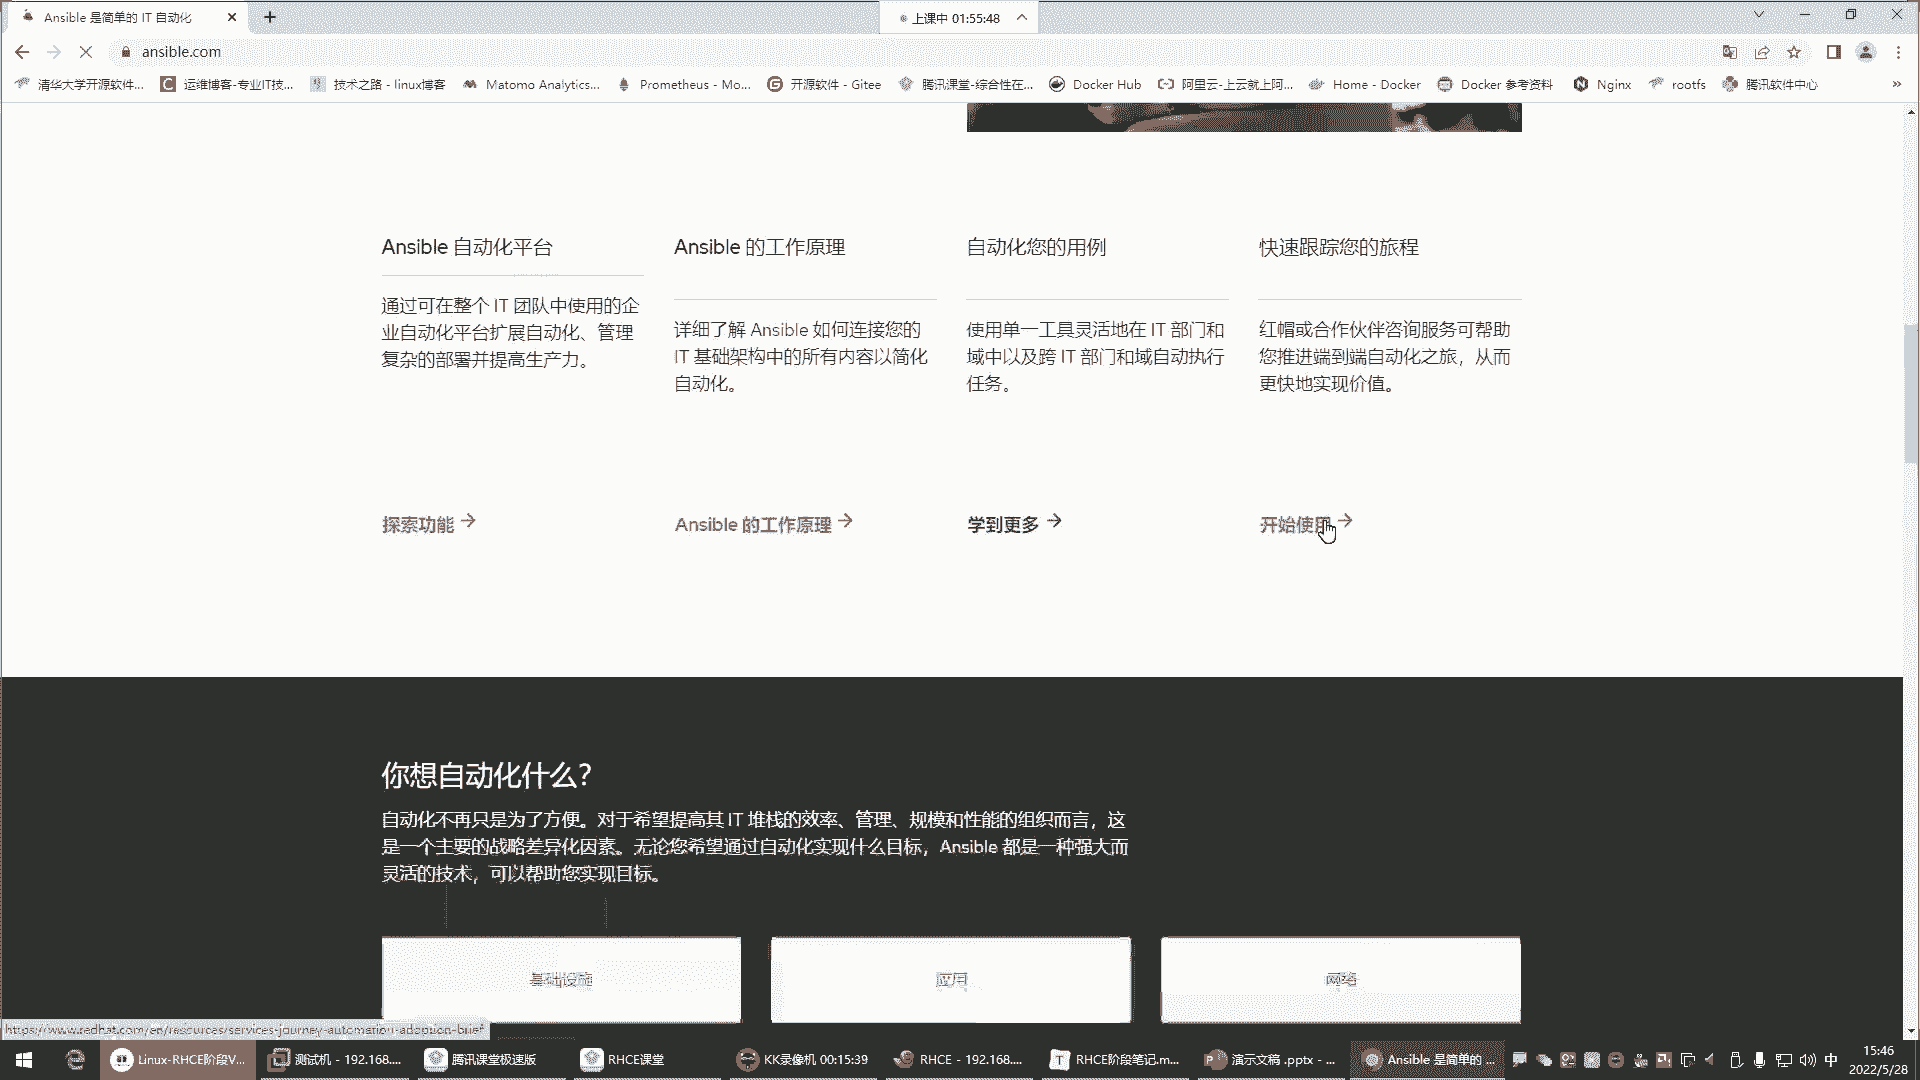 Ansible 是简单的 IT 自动化
上课中 01:55:48
ansible.com
清华大学开源软件...
运维博客-专业IT技...
技术之路 - linux博客
Matomo Analytics...
Prometheus - Mo...
开源软件 - Gitee
腾讯课堂-综合性在...
Docker Hub
阿里云-上云就上阿...
Home - Docker
Docker 参考资料
Nginx
rootfs
腾讯软件中心
Ansible 自动化平台
通过可在整个 IT 团队中使用的企
业自动化平台扩展自动化、管理
复杂的部署并提高生产力。
探索功能
Ansible 的工作原理
详细了解 Ansible 如何连接您的
IT 基础架构中的所有内容以简化
自动化。
Ansible 的工作原理
自动化您的用例
使用单一工具灵活地在 IT 部门和
域中以及跨 IT 部门和域自动执行
任务。
学到更多
快速跟踪您的旅程
红帽或合作伙伴咨询服务可帮助
您推进端到端自动化之旅，从而
更快地实现价值。
开始使用
你想自动化什么？
自动化不再只是为了方便。对于希望提高其 IT 堆栈的效率、管理、规模和性能的组织而言，这
是一个主要的战略差异化因素。无论您希望通过自动化实现什么目标，Ansible 都是一种强大而
灵活的技术，可以帮助您实现目标。
基础设施
应用
网络
https://www.redhat.com/en/resources/services-journey-automation-adoption-brief
Linux-RHCE阶段V...
测试机 - 192.168....
腾讯课堂极速版
RHCE课堂
KK录像机 00:15:39
RHCE - 192.168....
RHCE阶段笔记.m...
演示文稿 .pptx - ...
Ansible 是简单的 ...
中
15:46
2022/5/28